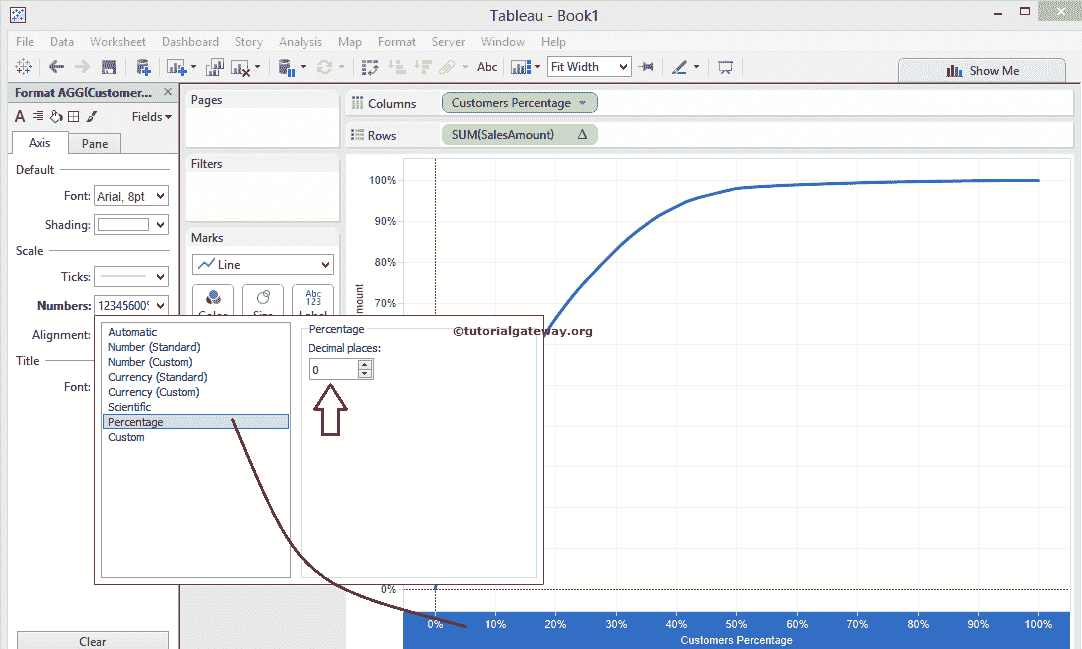 Tableau - Book1
File Data Worksheet Dashboard Story Analysis Map Format Server Window Help
Abc
Fit Width
Show Me
Format AGG(Customer...
Fields
Axis
Pane
Default
Font: Arial, 8pt
Shading:
Scale
Ticks:
Numbers: 12345600%
Alignment:
Title
Font:
Clear
Pages
Filters
Marks
Line
Abc
123
Color Size Label
Columns
Customers Percentage
Rows
SUM(SalesAmount) Δ
100%
90%
80%
70%
0%
0% 10% 20% 30% 40% 50% 60% 70% 80% 90% 100%
Customers Percentage
Automatic
Number (Standard)
Number (Custom)
Currency (Standard)
Currency (Custom)
Scientific
Percentage
Custom
Percentage
Decimal places:
0
©tutorialgateway.org